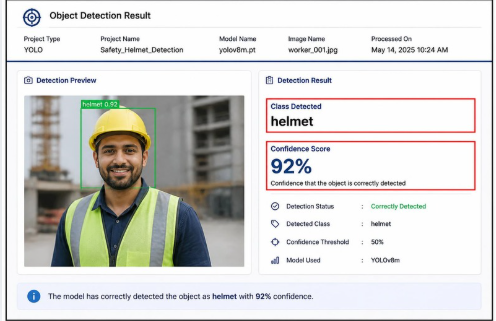 Object Detection Result
Project Type Project Name Model Name Image Name Processed On
YOLO Safety_Helmet_Detection yolov8m.pt worker_001.jpg May 14, 2025 10:24 AM
Detection Preview
helmet 0.92
Detection Result
Class Detected
helmet
Confidence Score
92%
Confidence that the object is correctly detected
Detection Status : Correctly Detected
Detected Class : helmet
Confidence Threshold : 50%
Model Used : YOLOv8m
i The model has correctly detected the object as helmet with 92% confidence.